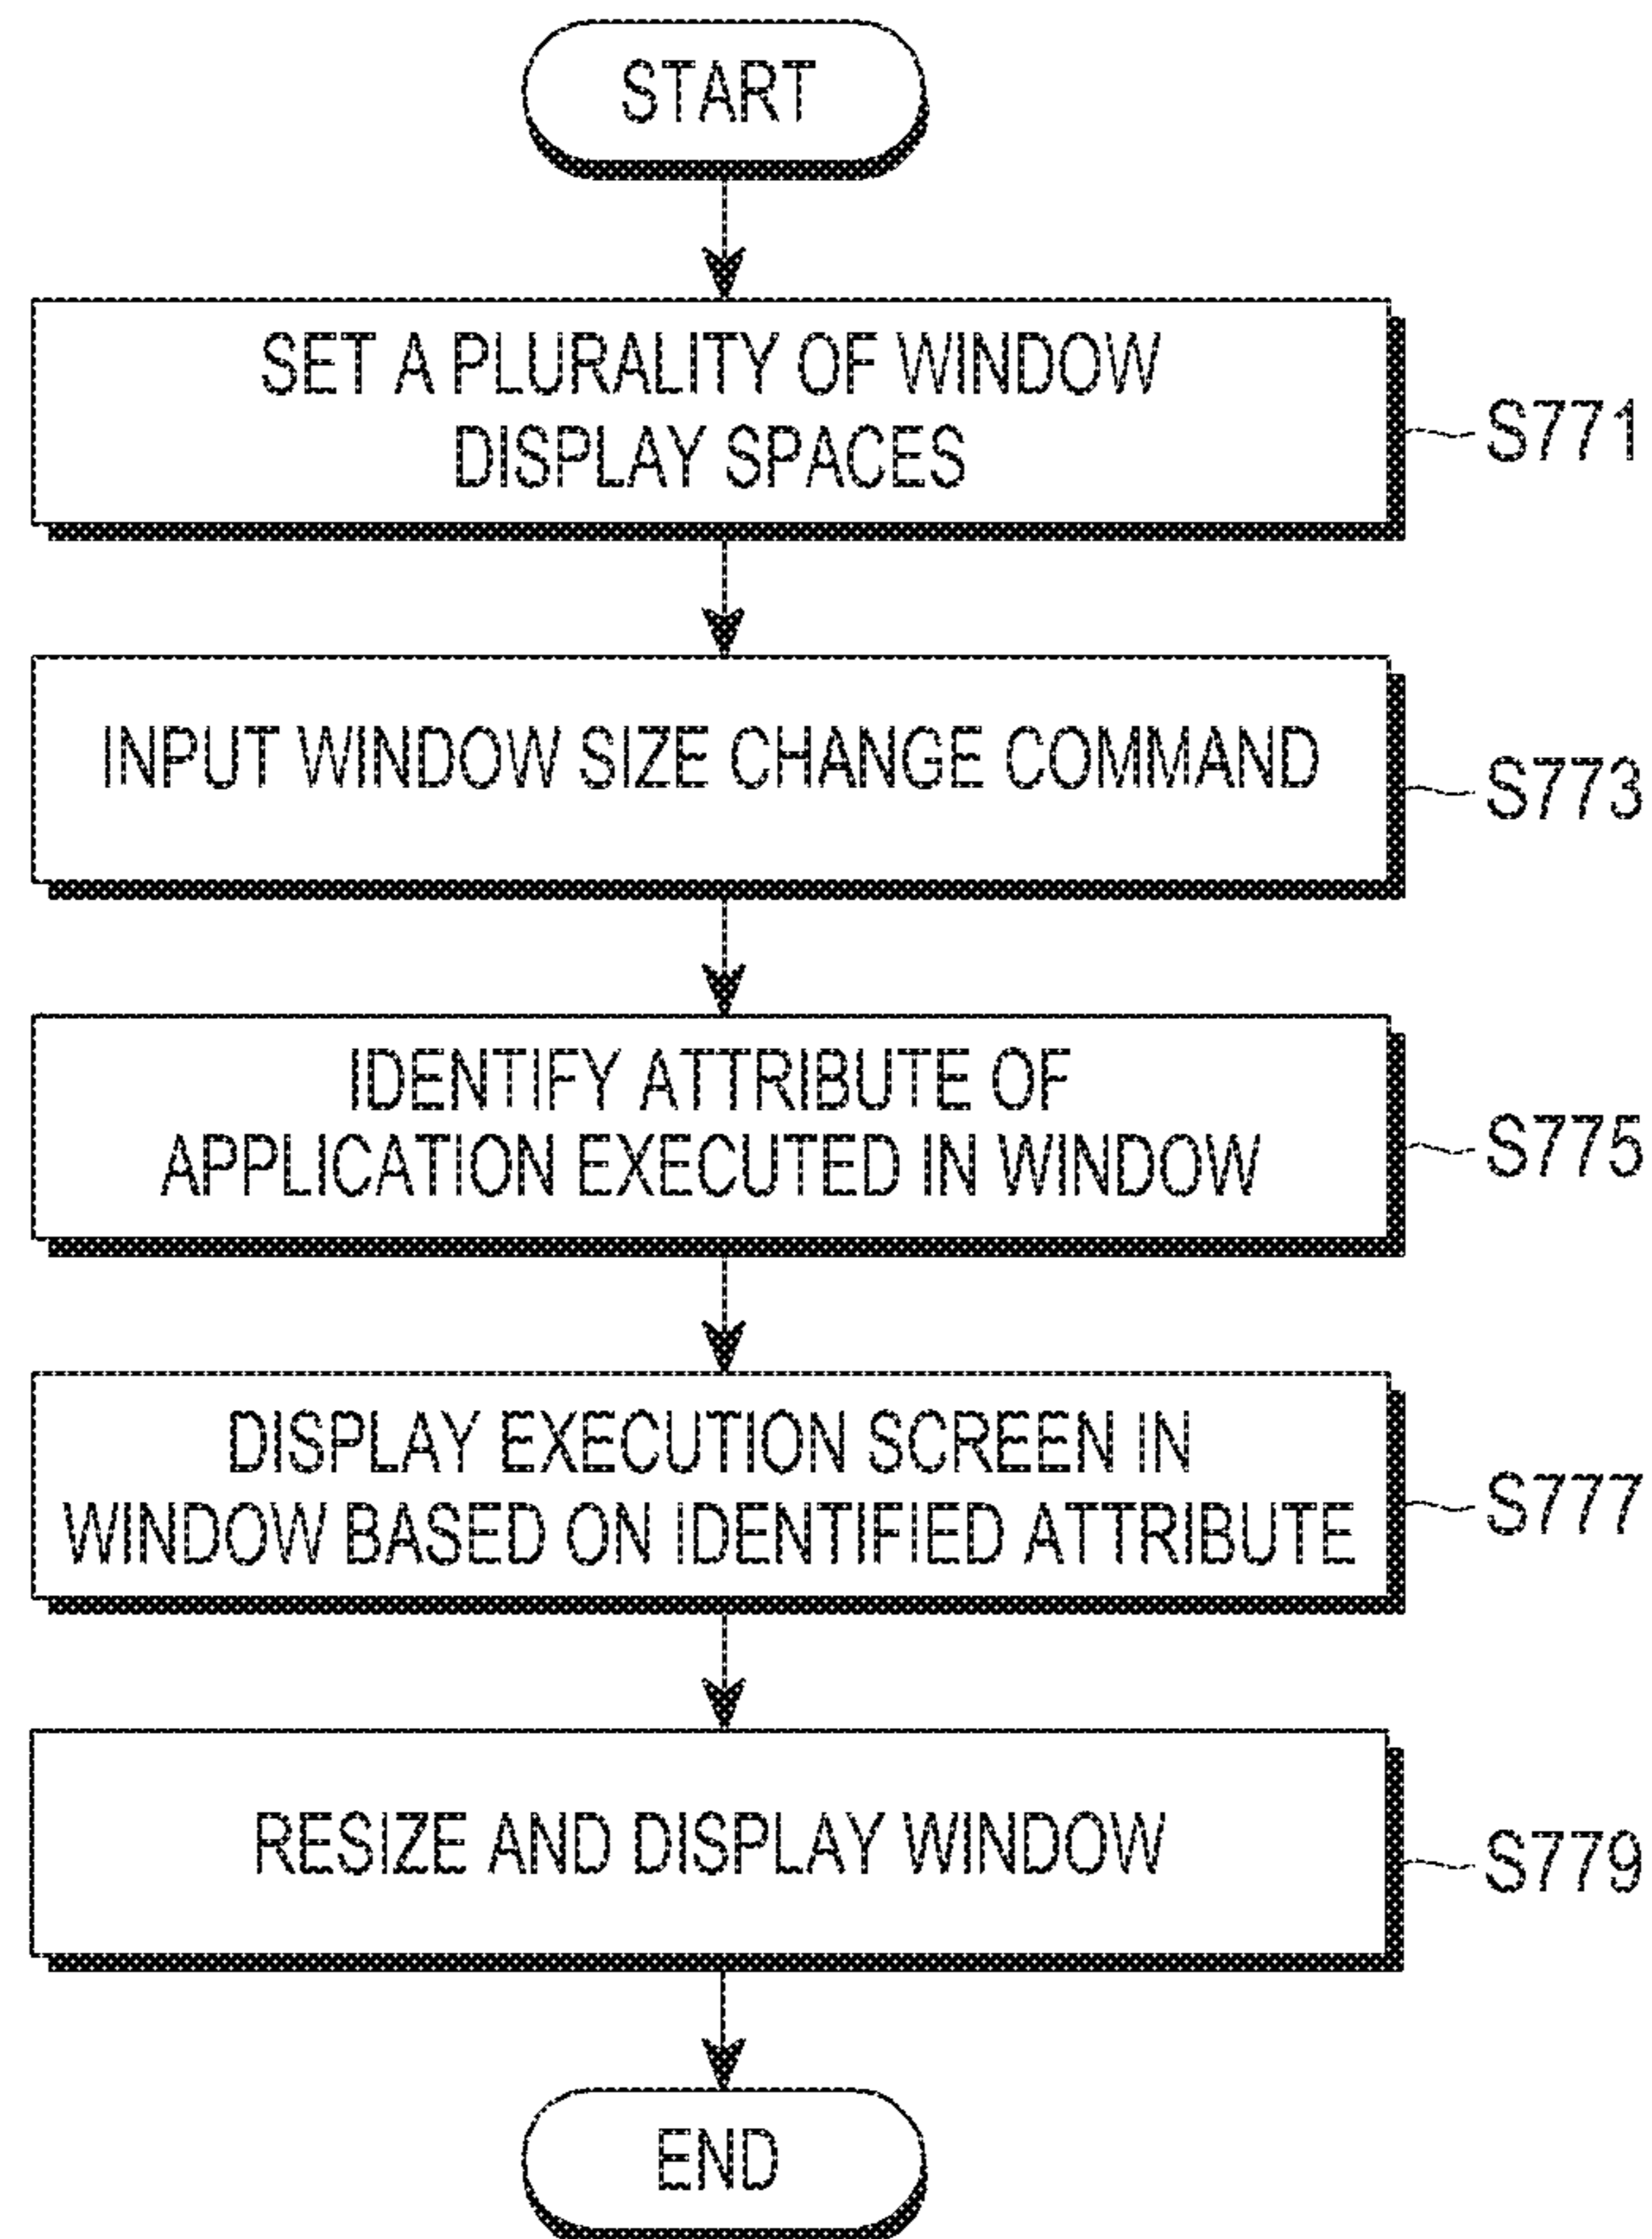 START
SET A PLURALITY OF WINDOW
DISPLAY SPACES
S771
INPUT WINDOW SIZE CHANGE COMMAND
S773
IDENTIFY ATTRIBUTE OF
APPLICATION EXECUTED IN WINDOW
S775
DISPLAY EXECUTION SCREEN IN
WINDOW BASED ON IDENTIFIED ATTRIBUTE
S777
RESIZE AND DISPLAY WINDOW
S779
END